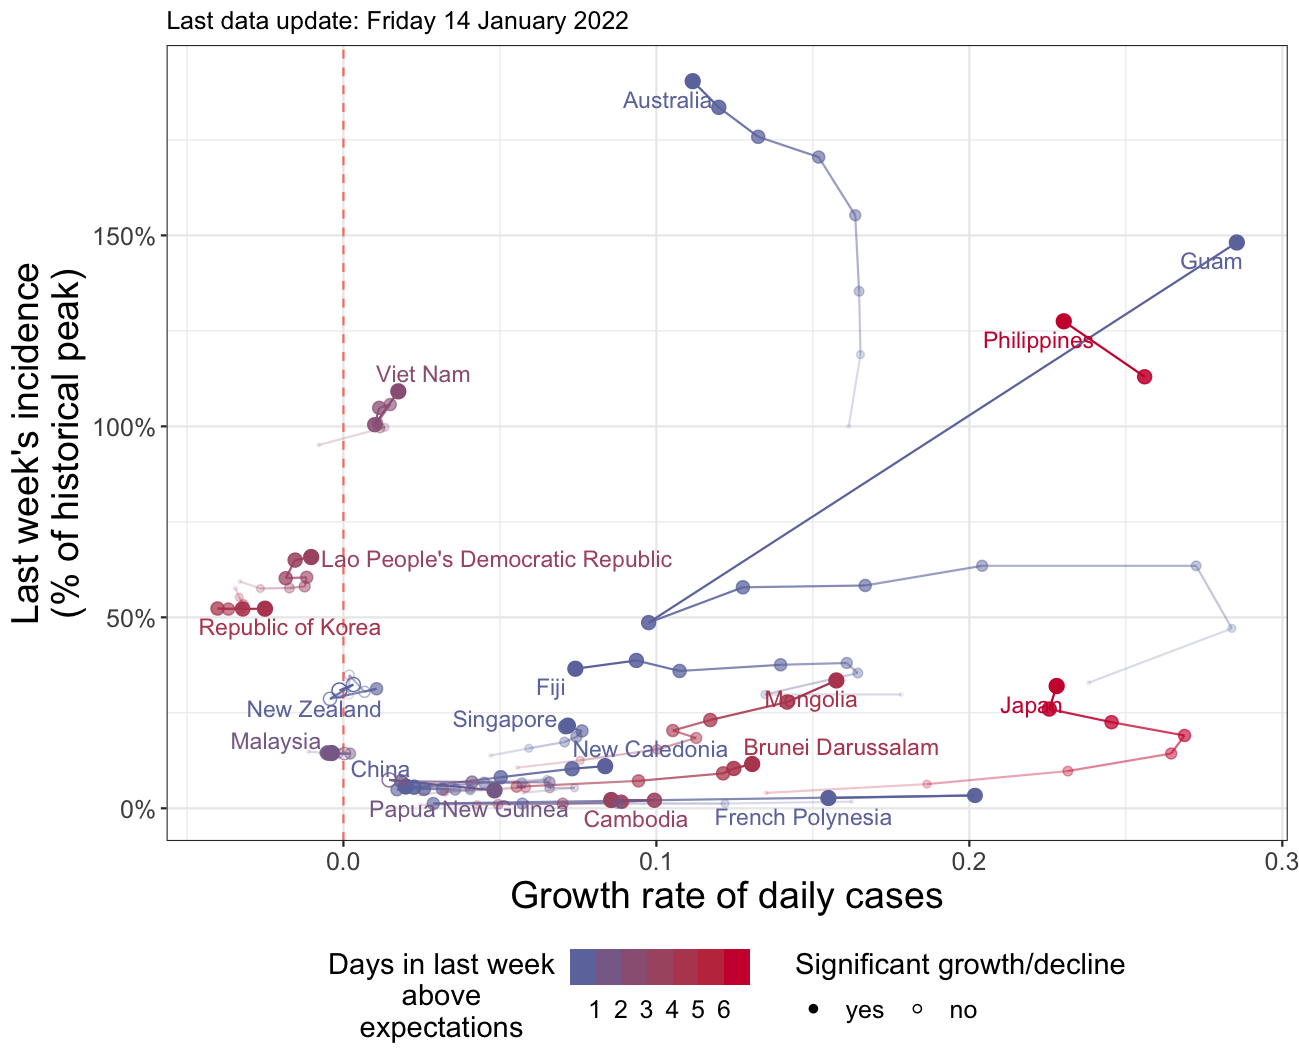 Last data update: Friday 14 January 2022
Last week's incidence
(% of historical peak)
150%
100%
50%
0%
Australia
Guam
Philippines
Viet Nam
Lao People's Democratic Republic
Republic of Korea
Fiji
Mongolia
Japan
New Zealand
Singapore
Malaysia
New Caledonia
Brunei Darussalam
China
Papua New Guinea
Cambodia
French Polynesia
0.0
0.1
0.2
0.3
Growth rate of daily cases
Days in last week
above
expectations
1 2 3 4 5 6
Significant growth/decline
yes no